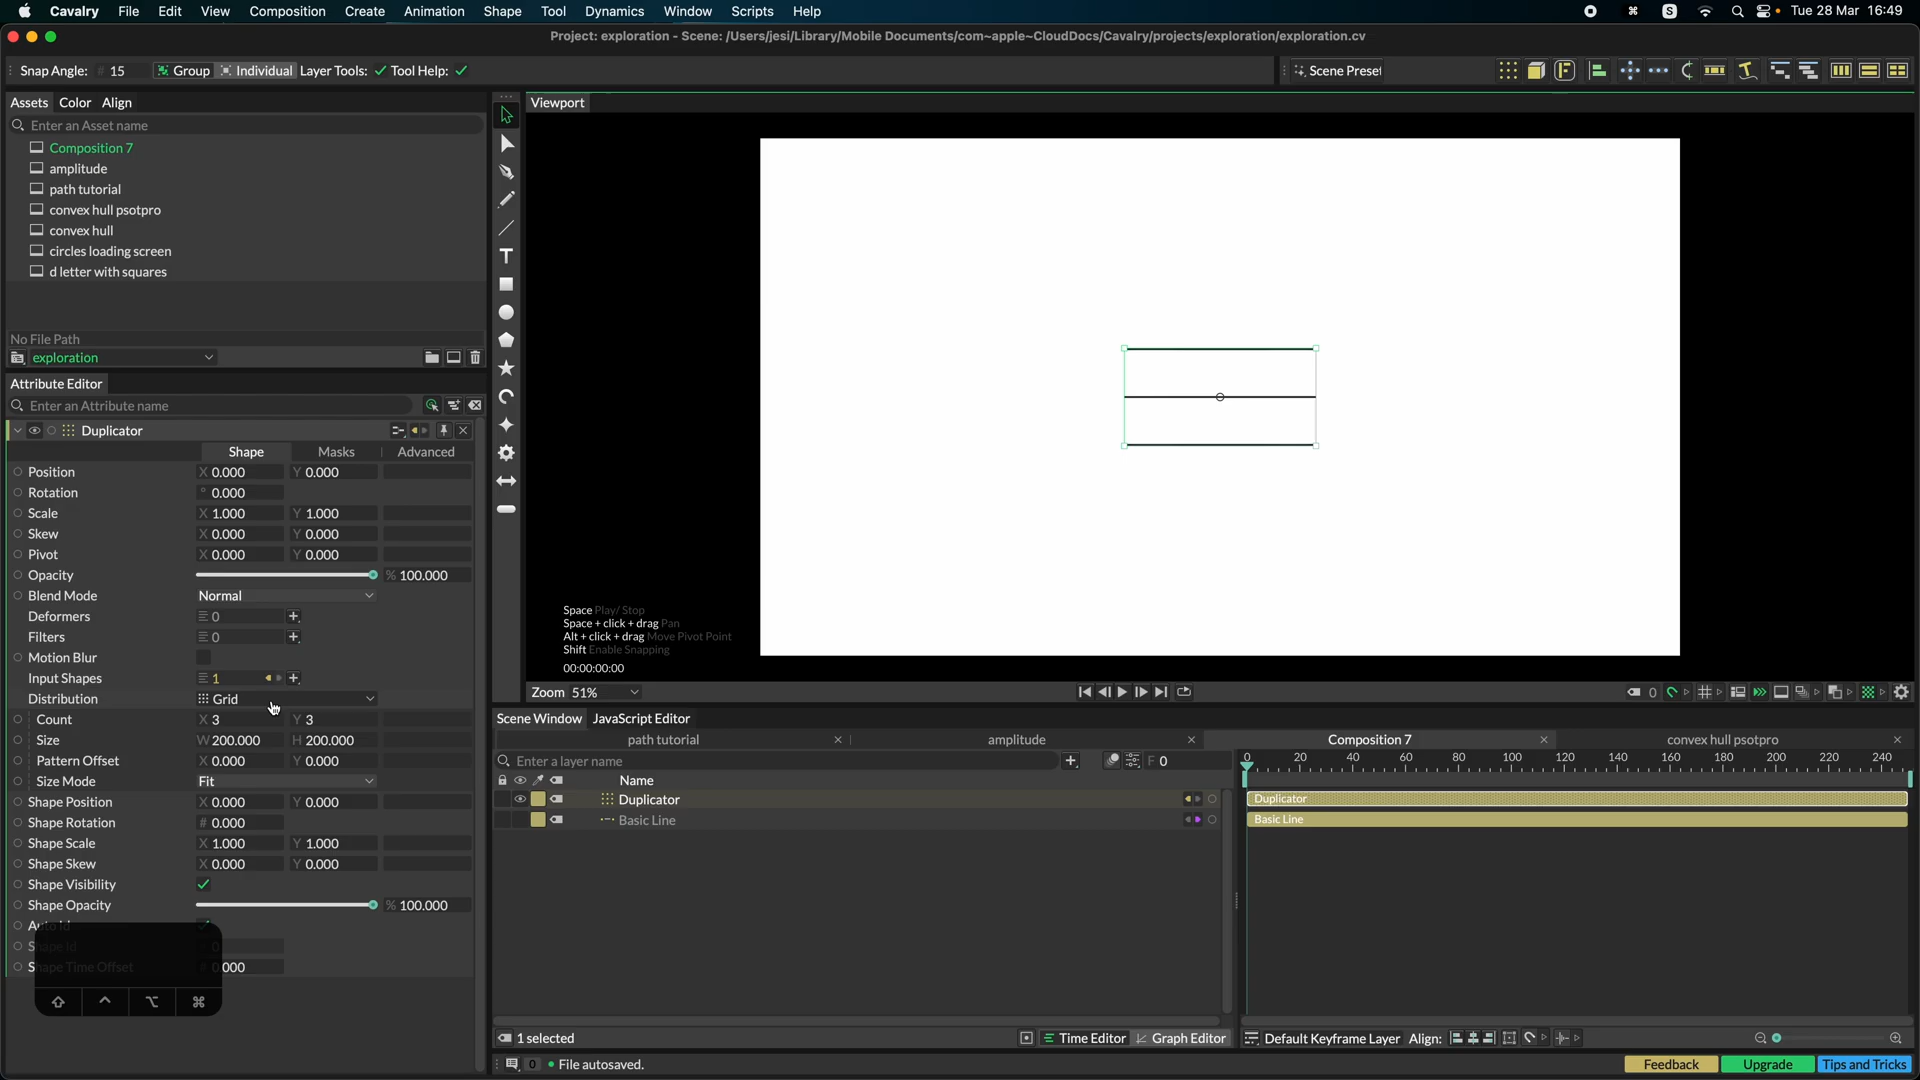 Cavalry File Edit View Composition Create Animation Shape Tool Dynamics Window Scripts Help Tue 28 Mar 16:49
Project: exploration - Scene: /Users/jesi/Library/Mobile Documents/com~apple~CloudDocs/Cavalry/projects/exploration/exploration.cv
Snap Angle: # 15 Group Individual Layer Tools: Tool Help: Scene Preset
Assets Color Align
Viewport
Enter an Asset name
Composition 7
amplitude
path tutorial
convex hull psotpro
convex hull
circles loading screen
d letter with squares
No File Path
exploration
Attribute Editor
Enter an Attribute name
Duplicator
Shape Masks Advanced
Position X 0.000 Y 0.000
Rotation ° 0.000
Scale X 1.000 Y 1.000
Skew X 0.000 Y 0.000
Pivot X 0.000 Y 0.000
Opacity % 100.000
Blend Mode Normal
Deformers 0
Filters 0
Motion Blur
Input Shapes 1
Distribution Grid
Count X 3 Y 3
Size W 200.000 H 200.000
Pattern Offset X 0.000 Y 0.000
Size Mode Fit
Shape Position X 0.000 Y 0.000
Shape Rotation # 0.000
Shape Scale X 1.000 Y 1.000
Shape Skew X 0.000 Y 0.000
Shape Visibility
Shape Opacity % 100.000
Auto Id
Shape Id 0
Shape Time Offset # 0.000
Space Play/ Stop
Space + click + drag Pan
Alt + click + drag Move Pivot Point
Shift Enable Snapping
00:00:00:00
Zoom 51% 0
Scene Window JavaScript Editor
path tutorial amplitude Composition 7 convex hull psotpro
Enter a layer name F 0
0 20 40 60 80 100 120 140 160 180 200 220 240
Name
Duplicator Duplicator
Basic Line Basic Line
1 selected Time Editor Graph Editor Default Keyframe Layer Align:
0 File autosaved. Feedback Upgrade Tips and Tricks